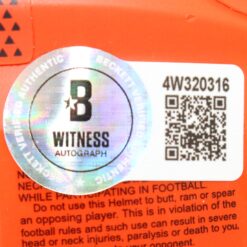 BECKETT VERIFIED AUTHENTIC
B
WITNESS
AUTOGRAPH
4W320316
NECK
WHILE PARTICIPATING IN FOOTBALL.
Do not use this Helmet to butt, ram or spear
an opposing player. This is in violation of the
football rules and such use can result in severe
head or neck injuries, paralysis or death to you.